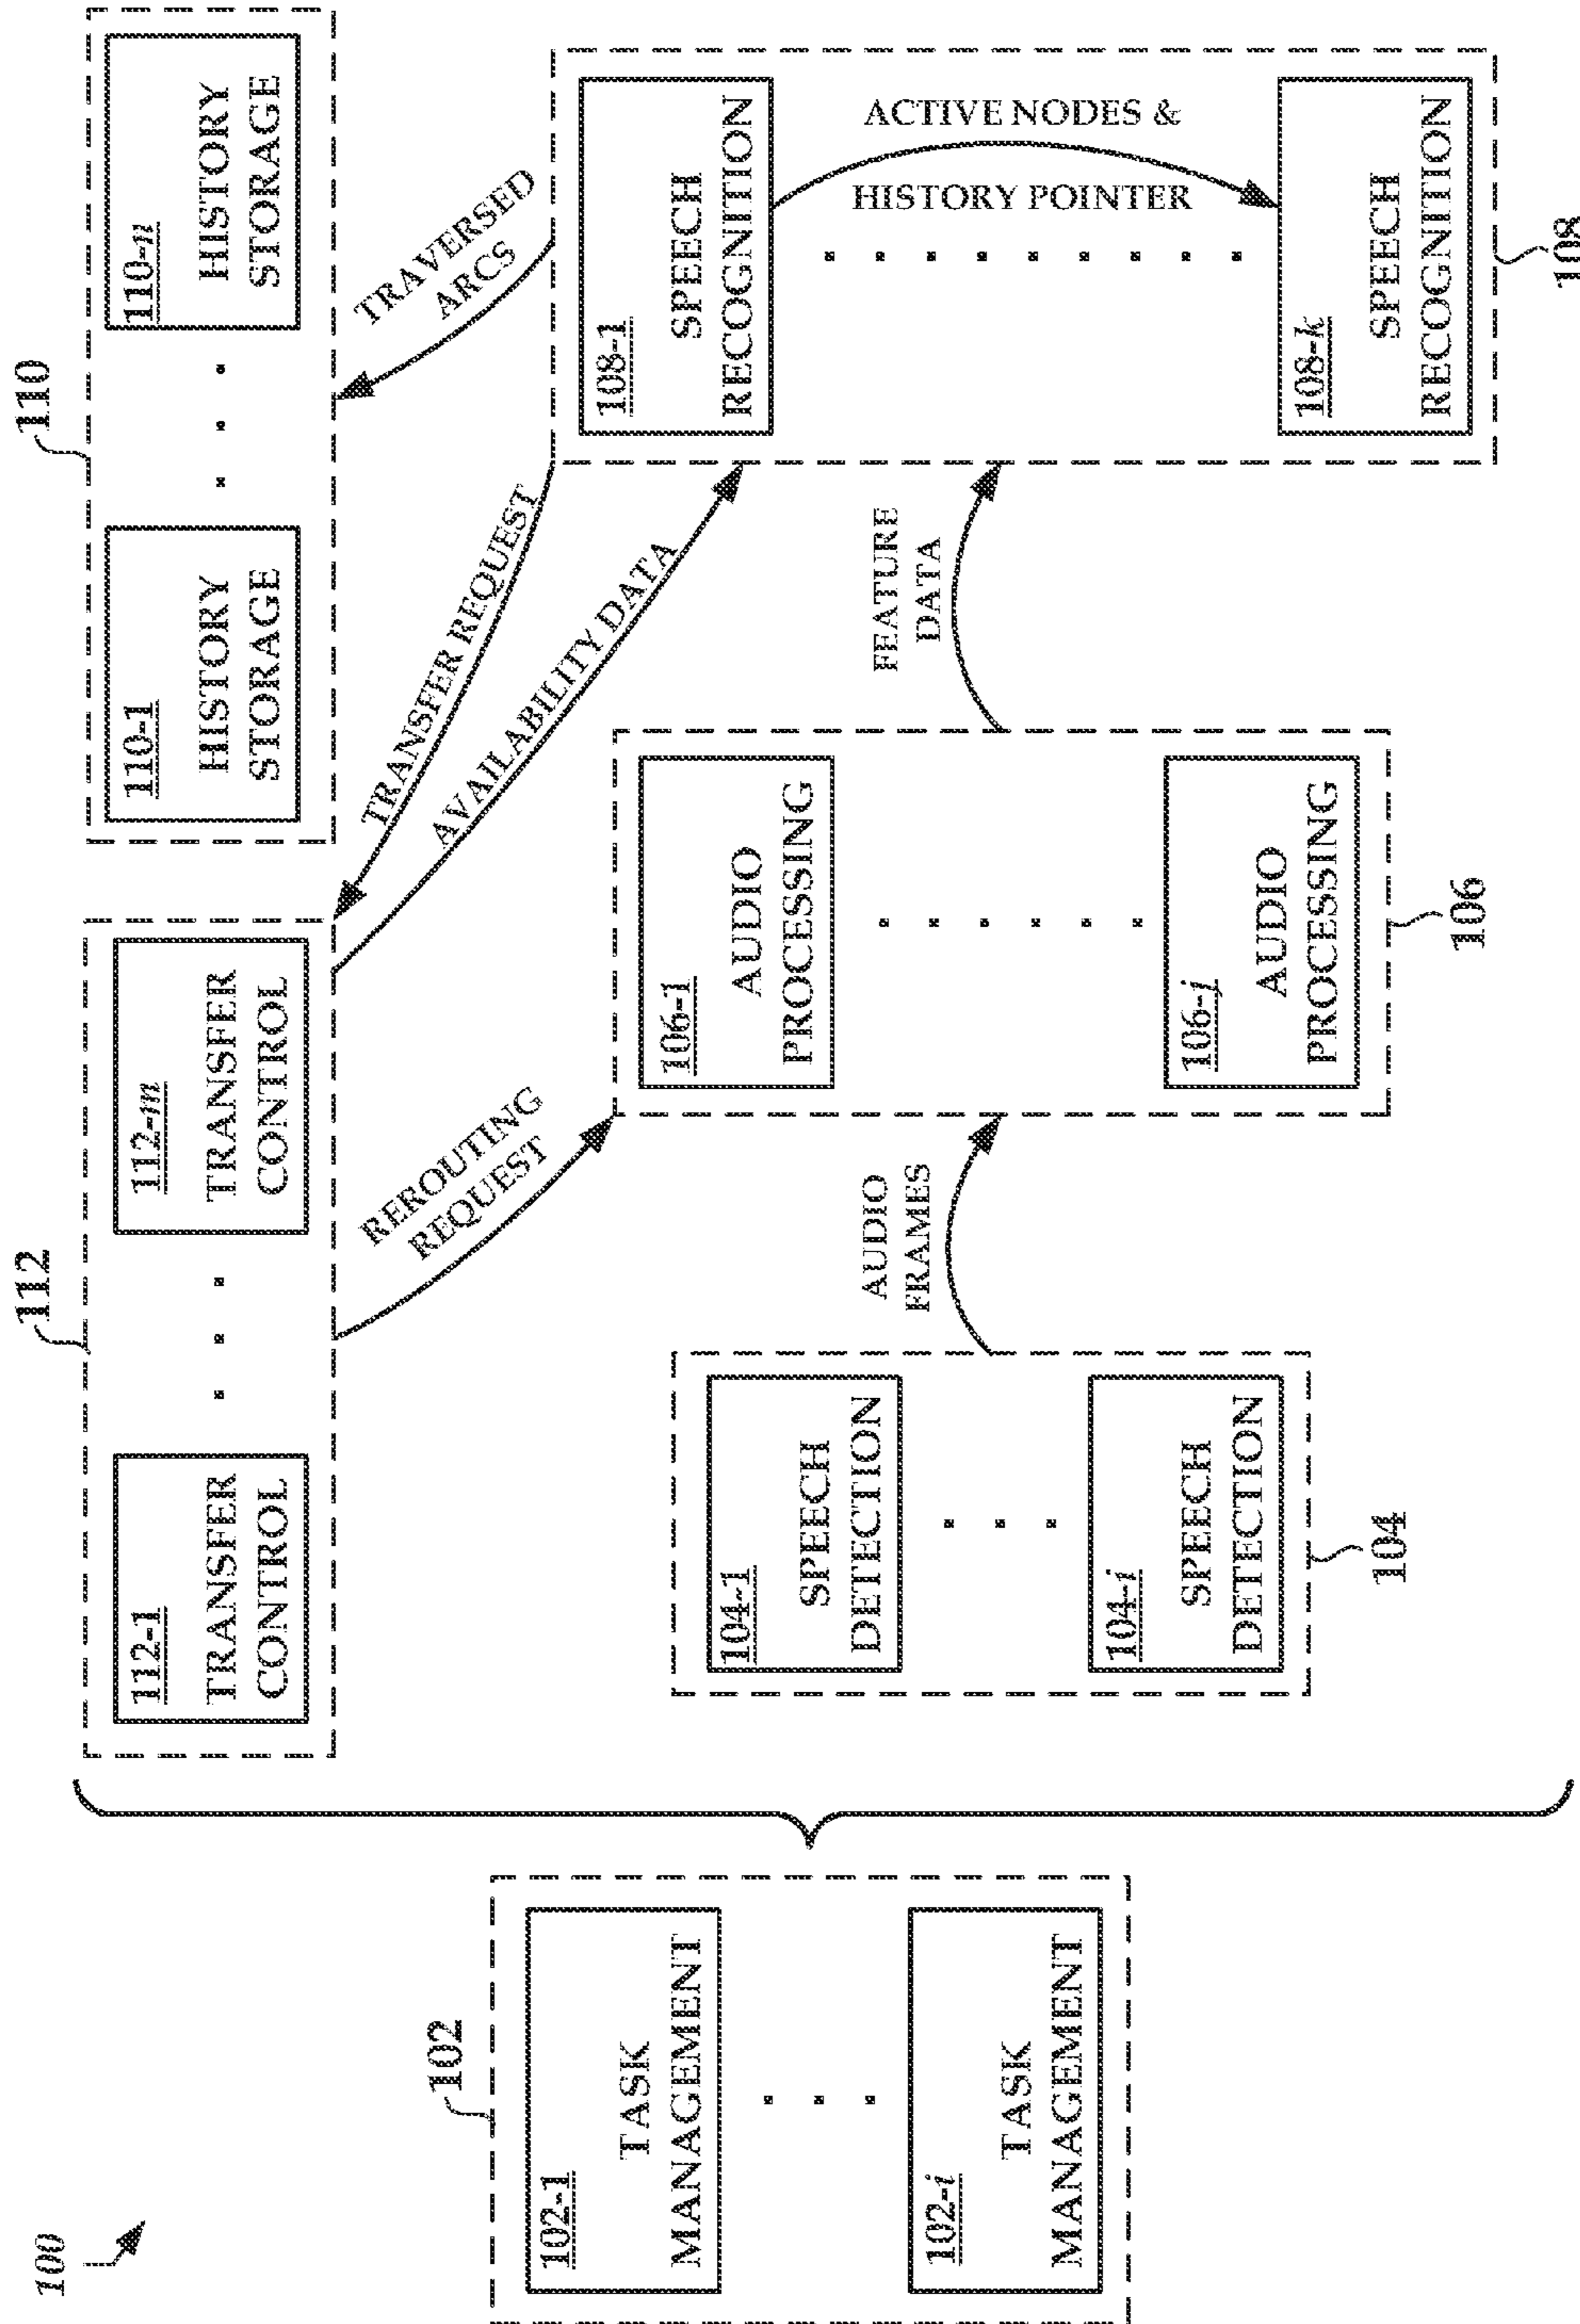 100
102
102-1
TASK
MANAGEMENT
102-i
TASK
MANAGEMENT
112
112-1
TRANSFER
CONTROL
112-m
TRANSFER
CONTROL
110
110-1
HISTORY
STORAGE
110-n
HISTORY
STORAGE
REROUTING
REQUEST
TRANSFER REQUEST
AVAILABILITY DATA
TRAVERSED
ARCS
104-1
SPEECH
DETECTION
104-i
SPEECH
DETECTION
104
AUDIO
FRAMES
106-1
AUDIO
PROCESSING
106-j
AUDIO
PROCESSING
106
FEATURE
DATA
108-1
SPEECH
RECOGNITION
ACTIVE NODES &
HISTORY POINTER
108-k
SPEECH
RECOGNITION
108